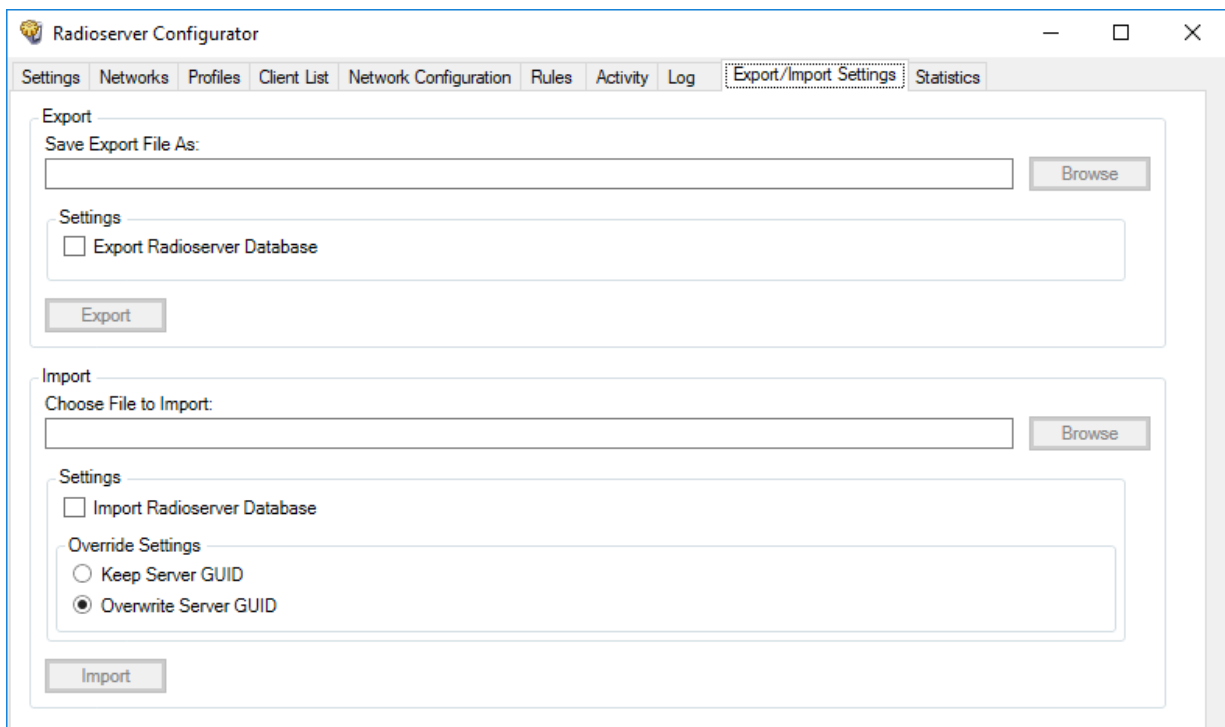 Radioserver Configurator
Settings Networks Profiles Client List Network Configuration Rules Activity Log Export/Import Settings Statistics
Export
Save Export File As:
Browse
Settings
Export Radioserver Database
Export
Import
Choose File to Import:
Browse
Settings
Import Radioserver Database
Override Settings
Keep Server GUID
Overwrite Server GUID
Import